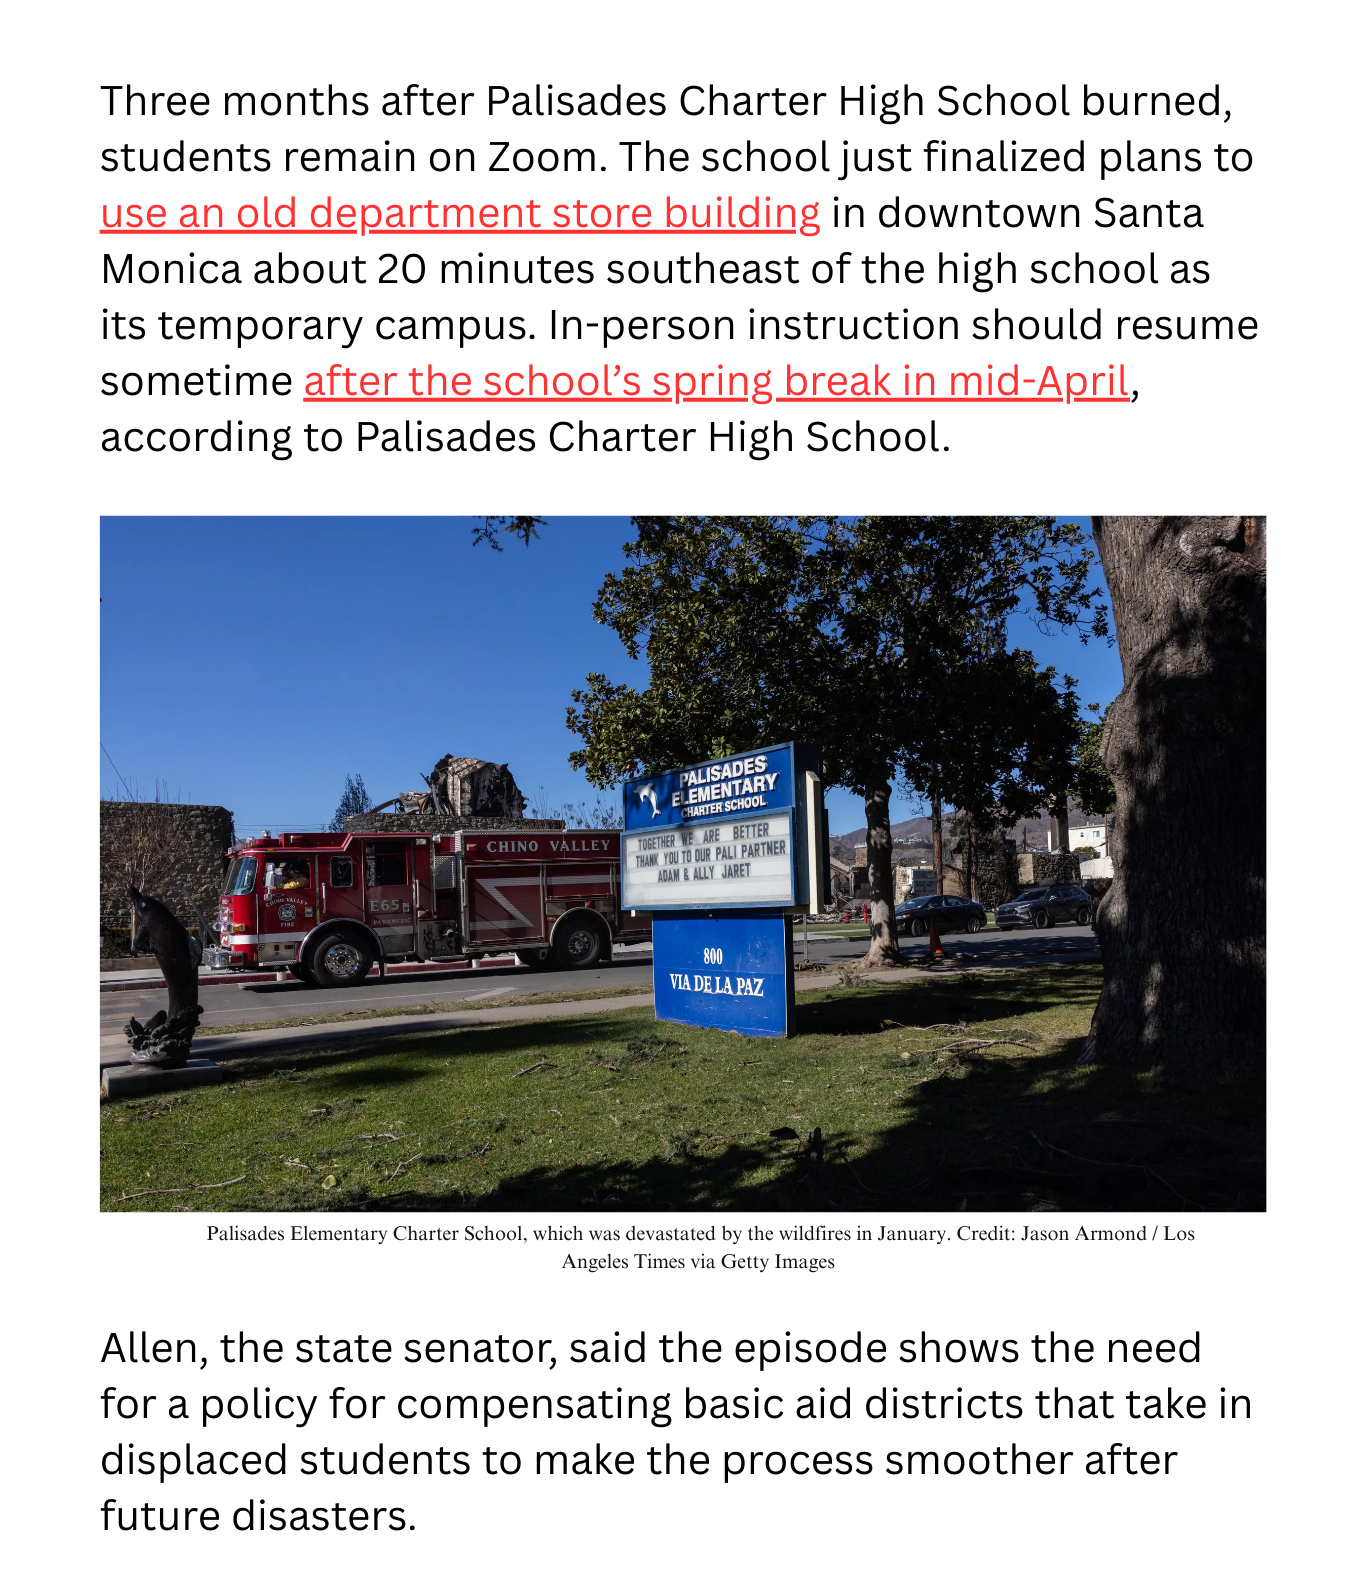 Three months after Palisades Charter High School burned,
students remain on Zoom. The school just finalized plans to
use an old department store building in downtown Santa
Monica about 20 minutes southeast of the high school as
its temporary campus. In-person instruction should resume
sometime after the school’s spring break in mid-April,
according to Palisades Charter High School.
CHINO VALLEY
CHINO VALLEY
FIRE
E65
PARAMEDIC
PALISADES
ELEMENTARY
CHARTER SCHOOL
TOGETHER WE ARE BETTER
THANK YOU TO OUR PALI PARTNER
ADAM & ALLY JARET
800
VIA DE LA PAZ
Palisades Elementary Charter School, which was devastated by the wildfires in January. Credit: Jason Armond / Los
Angeles Times via Getty Images
Allen, the state senator, said the episode shows the need
for a policy for compensating basic aid districts that take in
displaced students to make the process smoother after
future disasters.